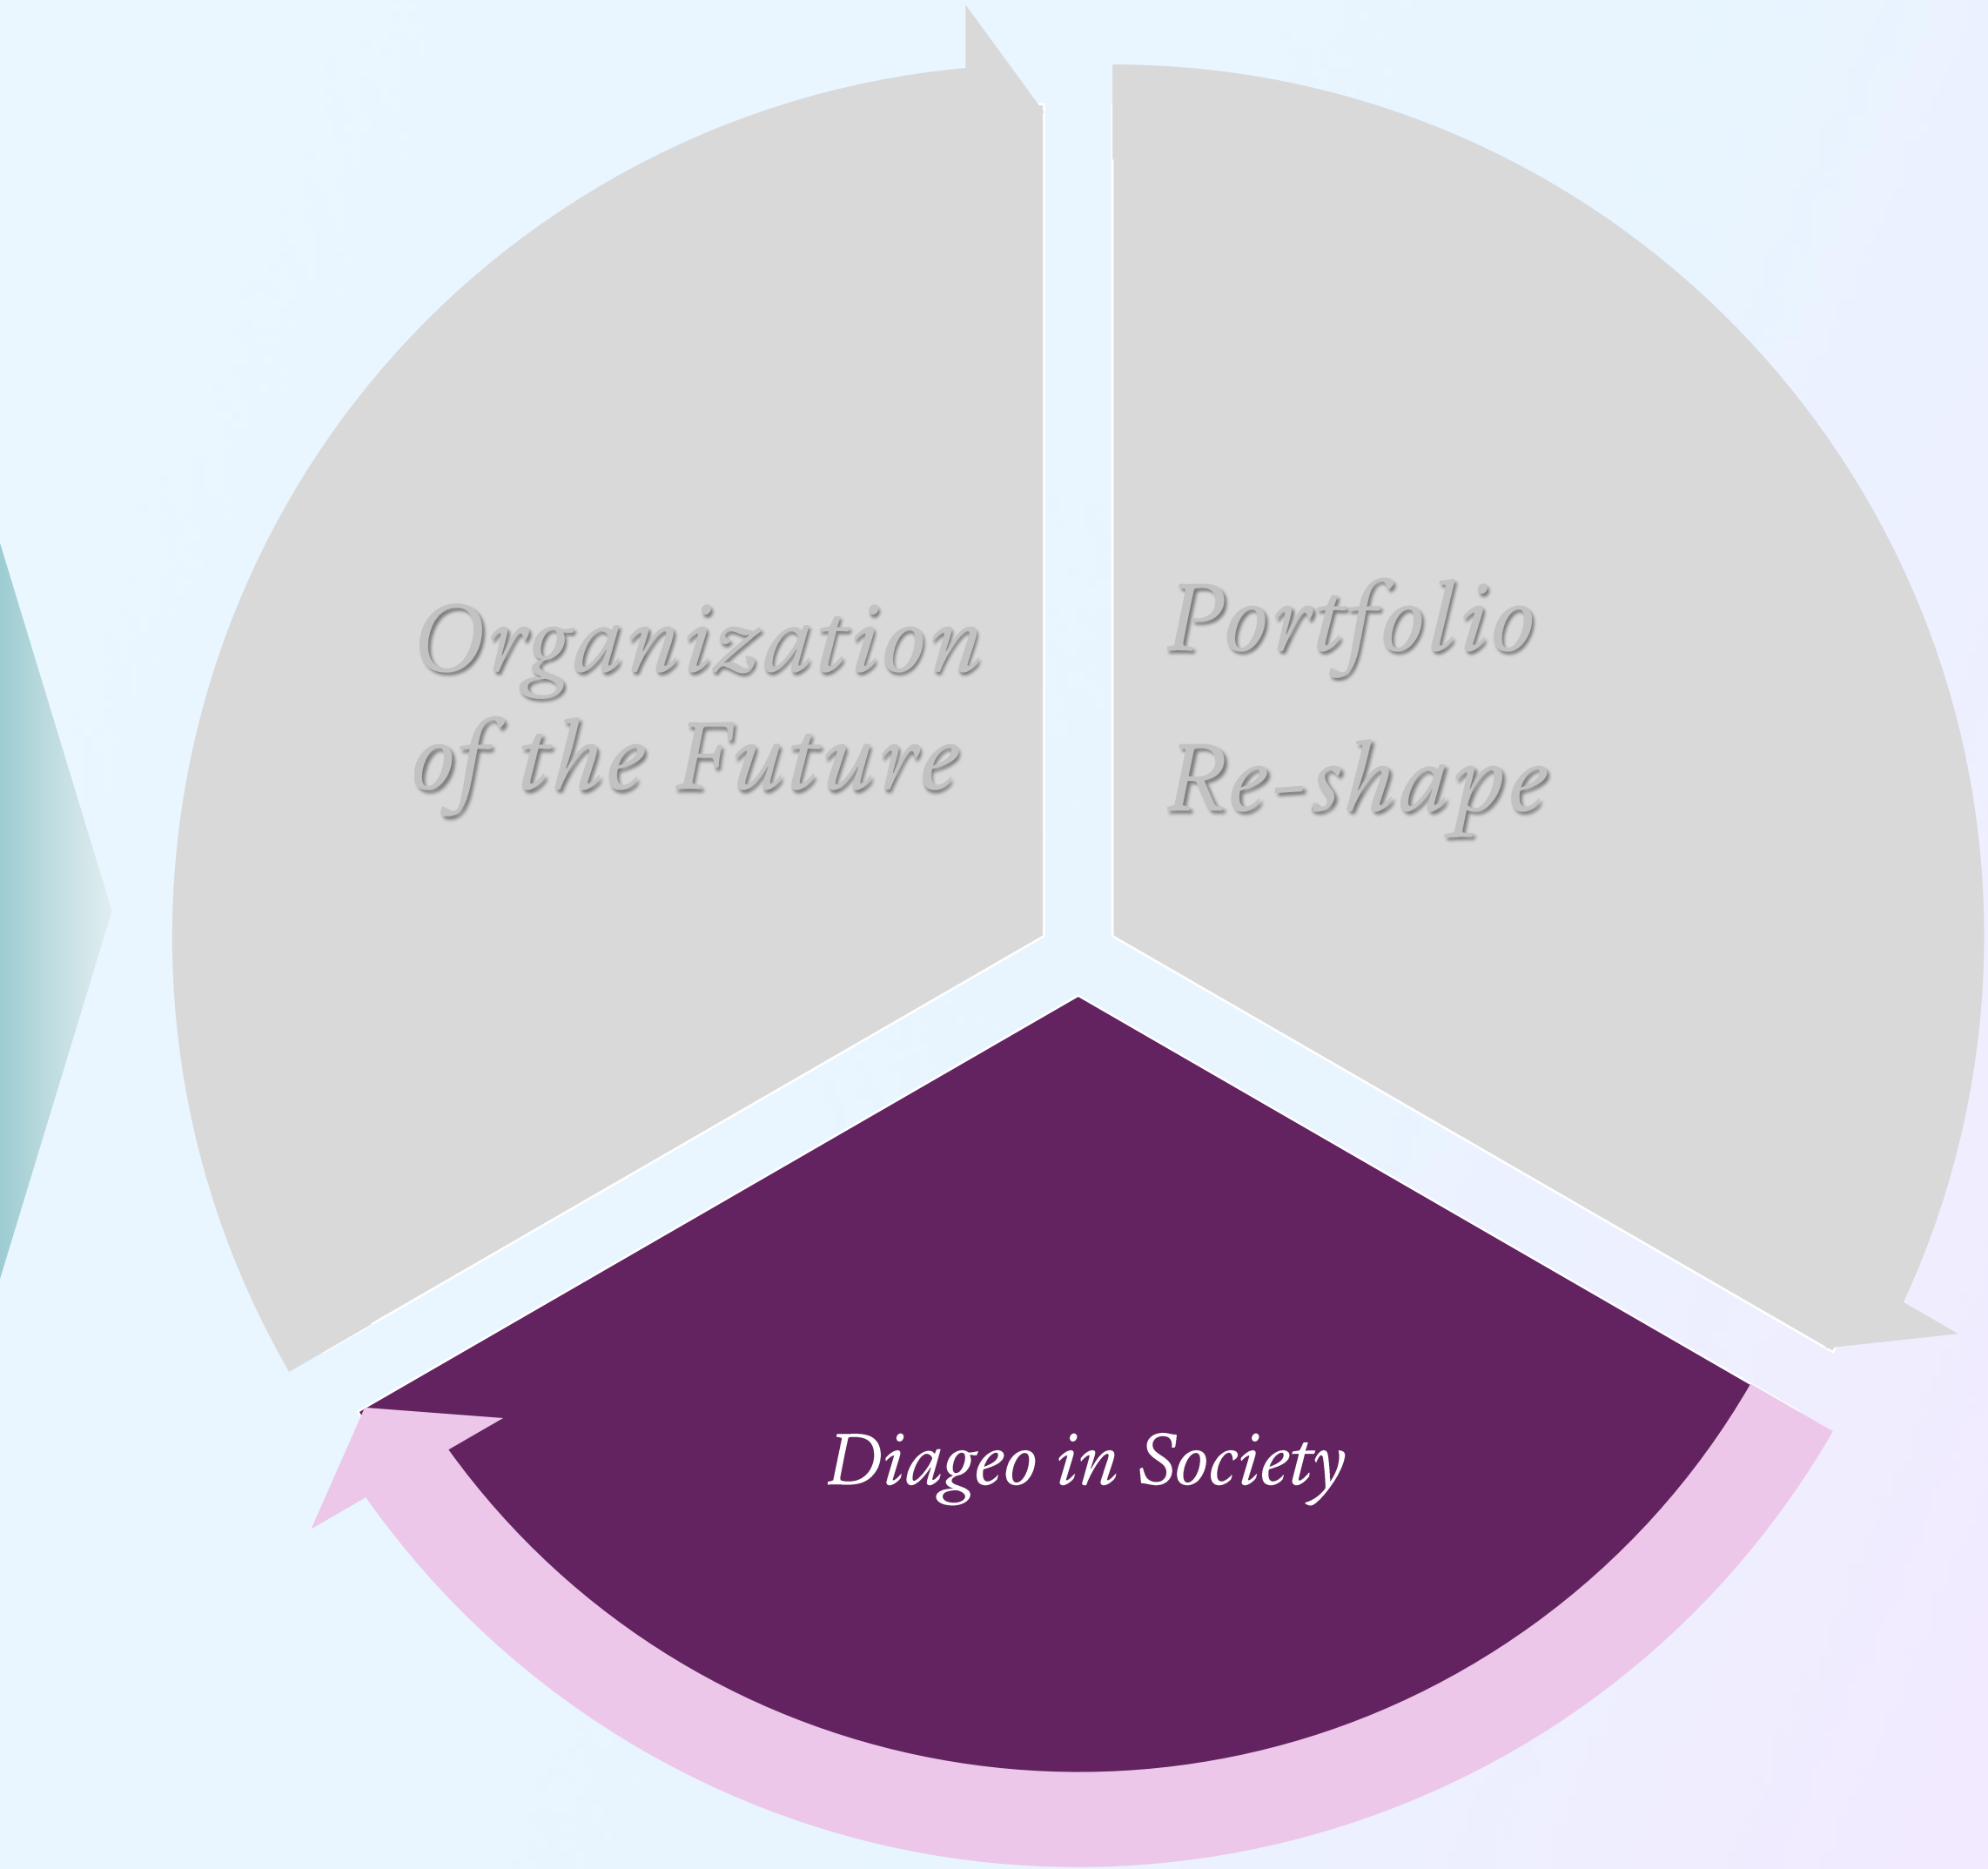 Organization
of the Future
Portfolio
Re-shape
Diageo in Society